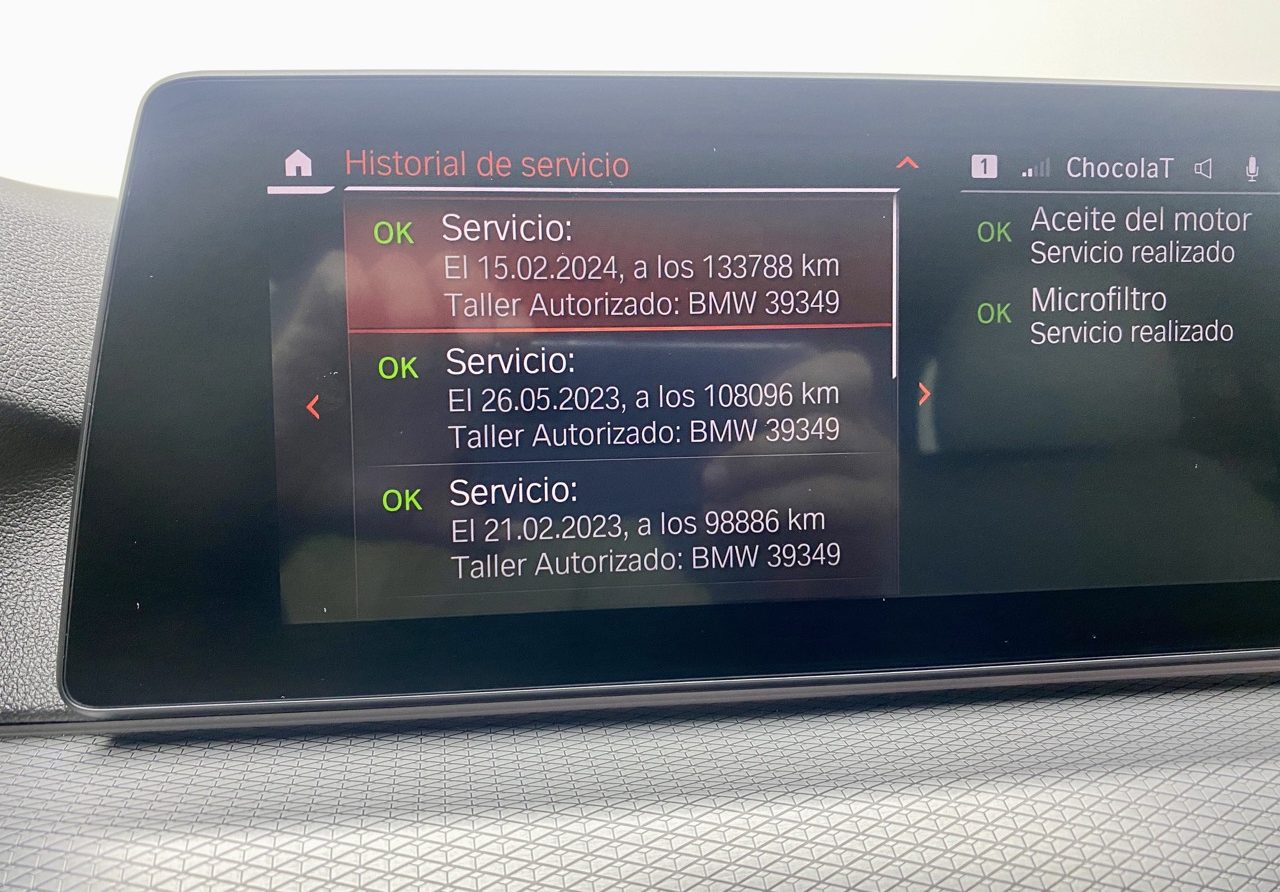 Historial de servicio
OK Servicio:
El 15.02.2024, a los 133788 km
Taller Autorizado: BMW 39349
OK Servicio:
El 26.05.2023, a los 108096 km
Taller Autorizado: BMW 39349
OK Servicio:
El 21.02.2023, a los 98886 km
Taller Autorizado: BMW 39349
1 ChocolaT
OK Aceite del motor
Servicio realizado
OK Microfiltro
Servicio realizado